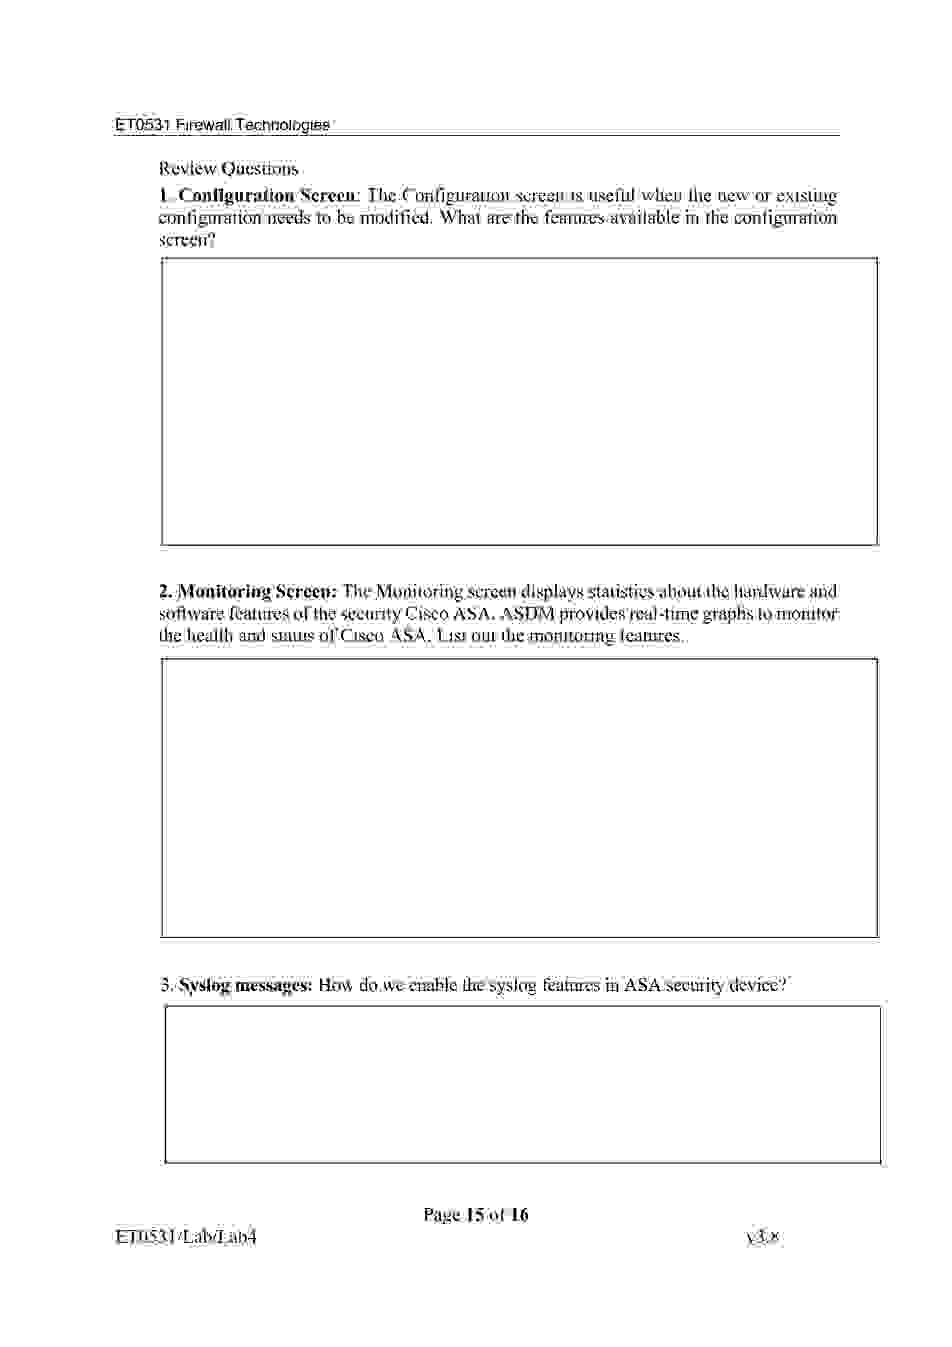 ET0531 Firewall Technologies
Review Questions
1. Configuration Screen: The Configuration screen is useful when the new or existing
configuration needs to be modified. What are the features available in the configuration
screen?
2. Monitoring Screen: The Monitoring screen displays statistics about the hardware and
software features of the security Cisco ASA. ASDM provides real-time graphs to monitor
the health and status of Cisco ASA. List out the monitoring features.
3. Syslog messages: How do we enable the syslog features in ASA security device?
Page 15 of 16
ET0531/Lab/Lab4